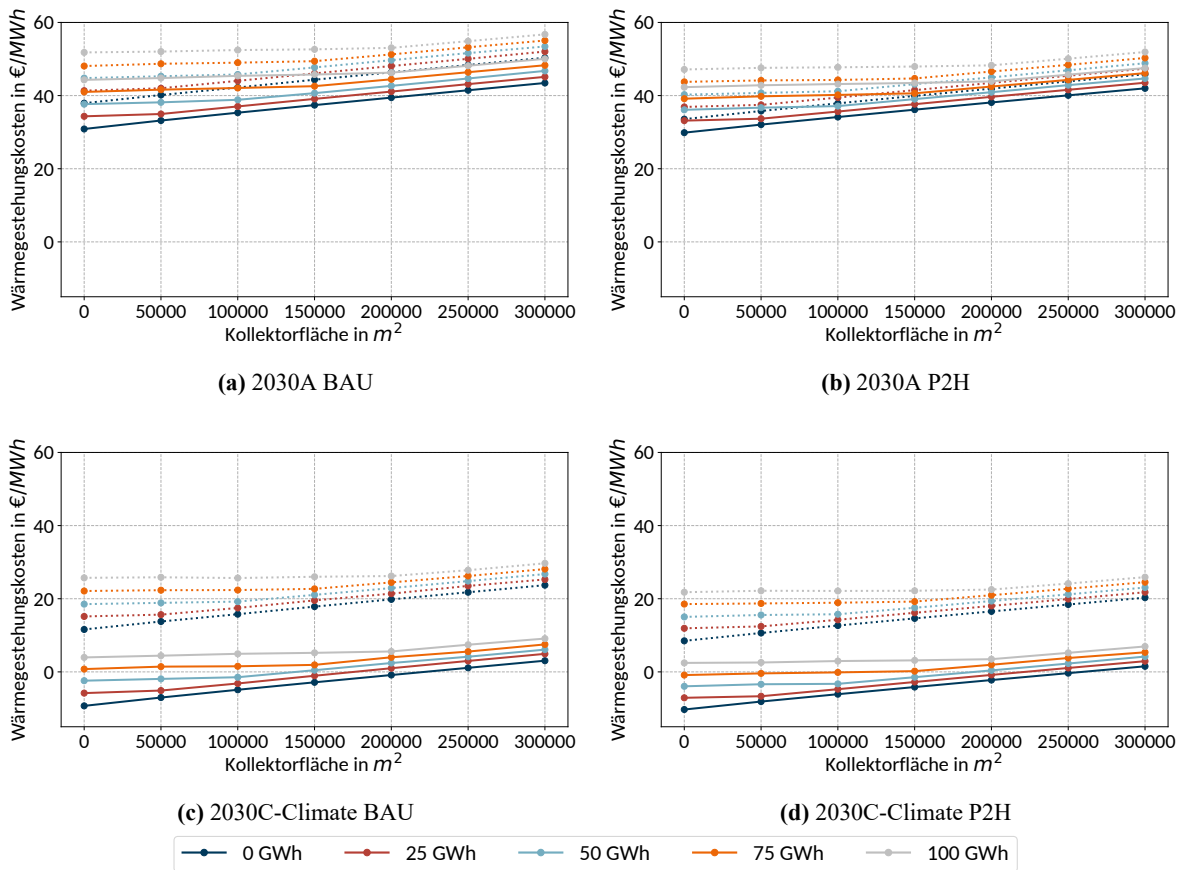 60
40
20
0
Wärmegestehungskosten in €/MWh
0 50000 100000 150000 200000 250000 300000
Kollektorfläche in m²
(a) 2030A BAU
60
40
20
0
Wärmegestehungskosten in €/MWh
0 50000 100000 150000 200000 250000 300000
Kollektorfläche in m²
(b) 2030A P2H
60
40
20
0
Wärmegestehungskosten in €/MWh
0 50000 100000 150000 200000 250000 300000
Kollektorfläche in m²
(c) 2030C-Climate BAU
60
40
20
0
Wärmegestehungskosten in €/MWh
0 50000 100000 150000 200000 250000 300000
Kollektorfläche in m²
(d) 2030C-Climate P2H
0 GWh 25 GWh 50 GWh 75 GWh 100 GWh